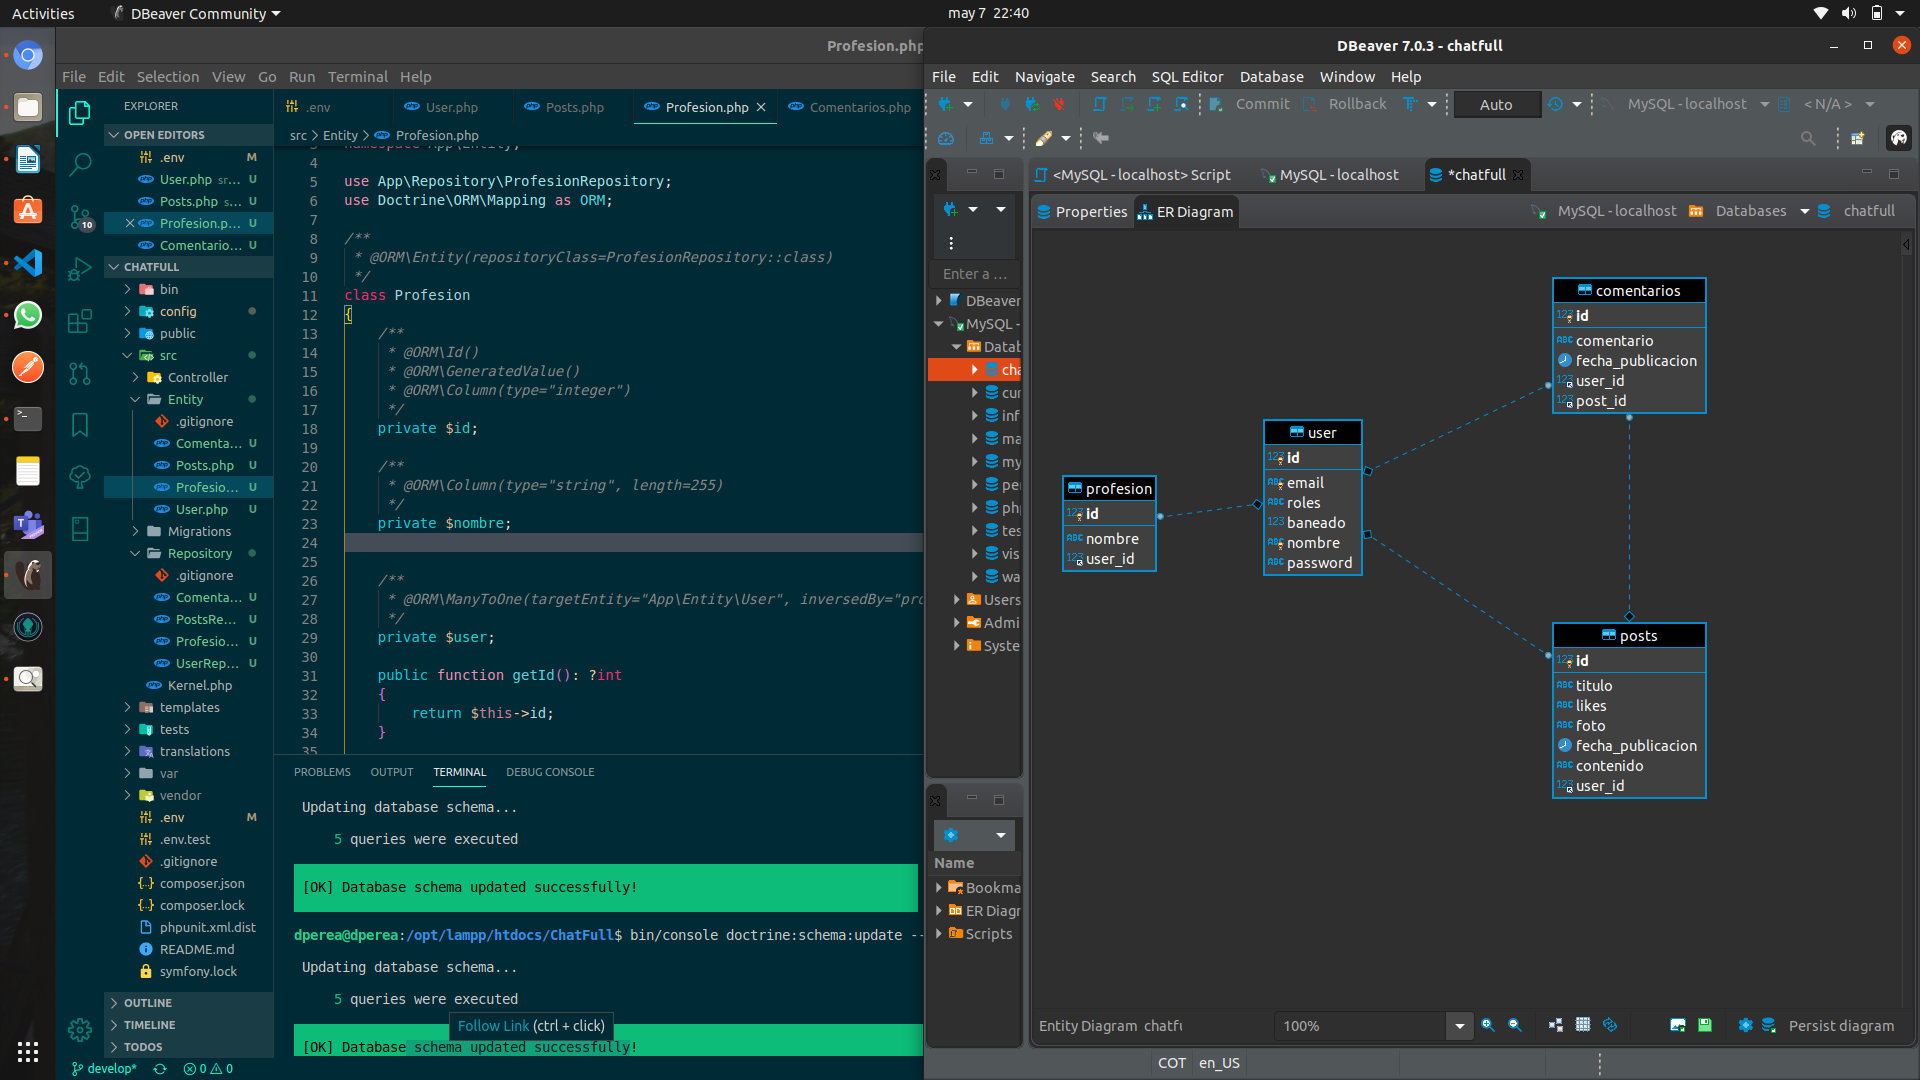 Activities
DBeaver Community
may 7 22:40
Profesion.php
File Edit Selection View Go Run Terminal Help
EXPLORER
OPEN EDITORS
.env M
User.php sr... U
Posts.php s... U
Profesion.p... U
Comentario... U
10
CHATFULL
bin
config
public
src
Controller
Entity
.gitignore
Comenta... U
Posts.php U
Profesio... U
User.php U
Migrations
Repository
.gitignore
Comenta... U
PostsRe... U
Profesio... U
UserRep... U
Kernel.php
templates
tests
translations
var
vendor
.env M
.env.test
.gitignore
composer.json
composer.lock
phpunit.xml.dist
README.md
symfony.lock
OUTLINE
TIMELINE
TODOS
develop*
0 0
.env
User.php
Posts.php
Profesion.php
Comentarios.php
src > Entity > Profesion.php
3 namespace App\Entity;
4
5 use App\Repository\ProfesionRepository;
6 use Doctrine\ORM\Mapping as ORM;
7
8 /**
9 * @ORM\Entity(repositoryClass=ProfesionRepository::class)
10 */
11 class Profesion
12 {
13 /**
14 * @ORM\Id()
15 * @ORM\GeneratedValue()
16 * @ORM\Column(type="integer")
17 */
18 private $id;
19
20 /**
21 * @ORM\Column(type="string", length=255)
22 */
23 private $nombre;
24
25
26 /**
27 * @ORM\ManyToOne(targetEntity="App\Entity\User", inversedBy="pro
28 */
29 private $user;
30
31 public function getId(): ?int
32 {
33 return $this->id;
34 }
35
PROBLEMS OUTPUT TERMINAL DEBUG CONSOLE
Updating database schema...
5 queries were executed
[OK] Database schema updated successfully!
dperea@dperea:/opt/lampp/htdocs/ChatFull$ bin/console doctrine:schema:update --
Updating database schema...
5 queries were executed
Follow Link (ctrl + click)
[OK] Database schema updated successfully!
DBeaver 7.0.3 - chatfull
File Edit Navigate Search SQL Editor Database Window Help
Commit Rollback Auto MySQL - localhost < N/A >
<MySQL - localhost> Script
MySQL - localhost
*chatfull
Properties ER Diagram
MySQL - localhost Databases chatfull
Enter a ...
DBeaver
MySQL -
Datab
cha
cur
inf
ma
my
per
php
tes
vis
wa
Users
Admi
Syste
Name
Bookma
ER Diagr
Scripts
profesion
id
nombre
user_id
user
id
email
roles
baneado
nombre
password
comentarios
id
comentario
fecha_publicacion
user_id
post_id
posts
id
titulo
likes
foto
fecha_publicacion
contenido
user_id
Entity Diagram chatfu
100%
Persist diagram
COT en_US